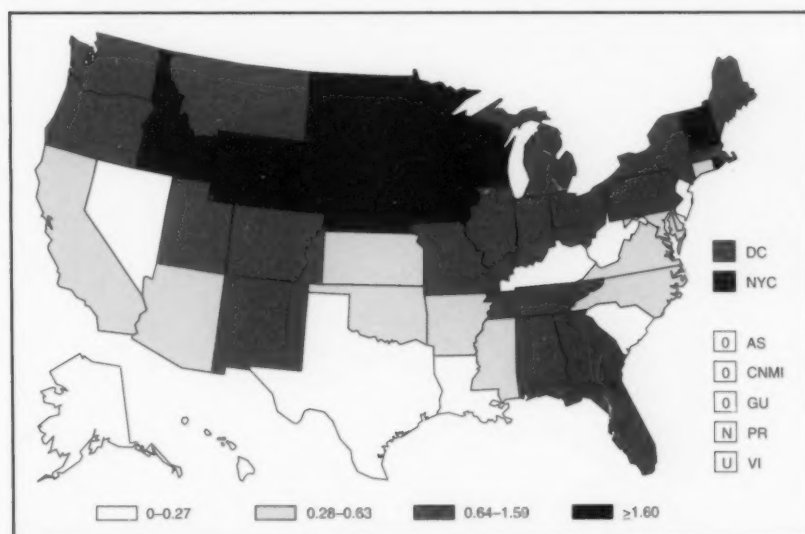 DC
NYC
0 AS
0 CNMI
0 GU
N PR
U VI
0–0.27 0.28–0.63 0.64–1.59 ≥1.60